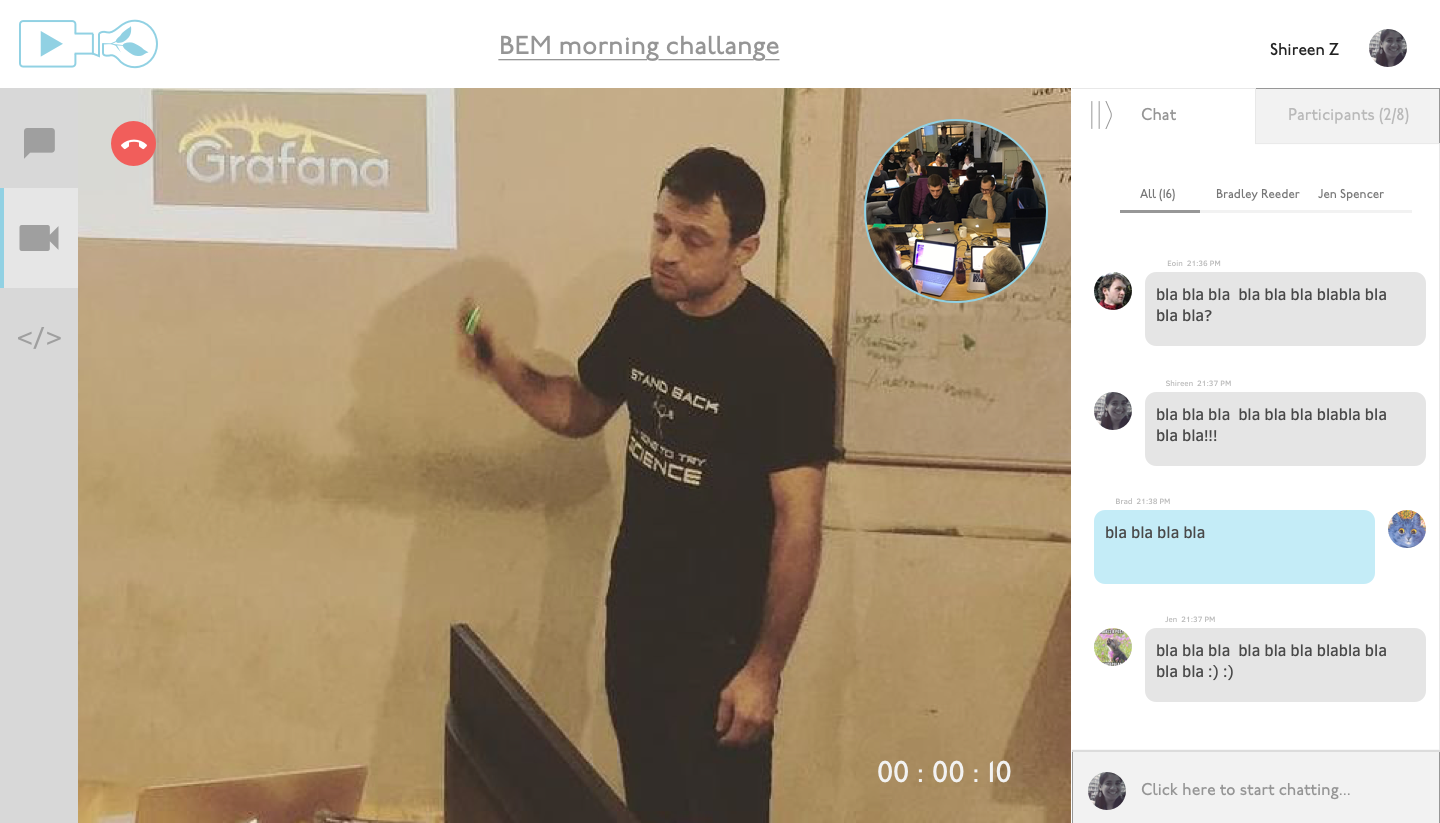 BEM morning challange
Shireen Z
Grafana
STAND BACK
GOING TO TRY
SCIENCE
00 : 00 : 10
</>
Chat
Participants (2/8)
All (16)
Bradley Reeder
Jen Spencer
Eoin 21:36 PM
bla bla bla  bla bla bla blabla bla
bla bla?
Shireen 21:37 PM
bla bla bla  bla bla bla blabla bla
bla bla!!!
Brad 21:38 PM
bla bla bla bla
Jen 21:37 PM
bla bla bla  bla bla bla blabla bla
bla bla :) :)
Click here to start chatting...